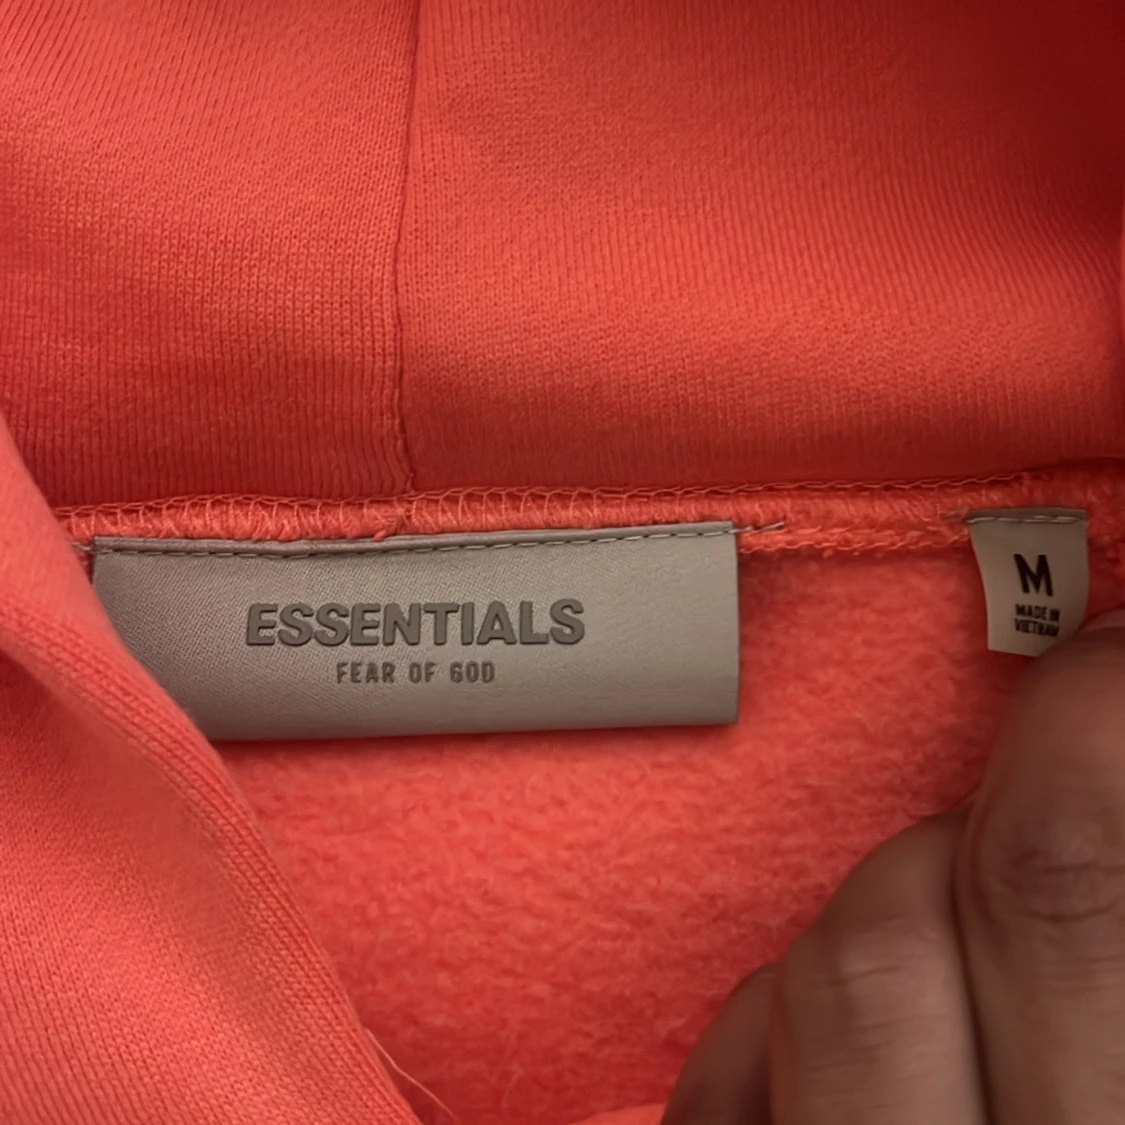 ESSENTIALS
FEAR OF GOD
M
MADE IN
VIETNAM